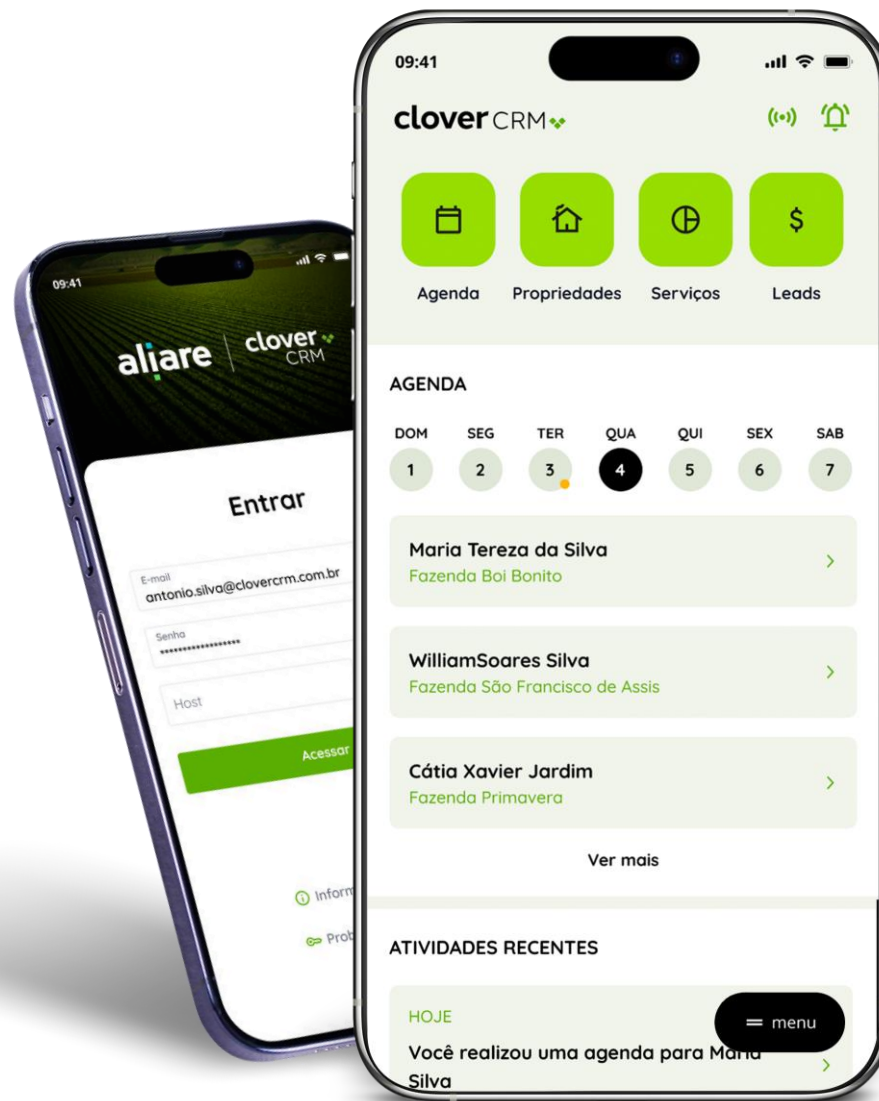 09:41
aliare
clover
CRM
Entrar
E-mail
antonio.silva@clovercrm.com.br
Senha
Host
Acessar
09:41
clover CRM
Agenda
Propriedades
Serviços
Leads
AGENDA
DOM SEG TER QUA QUI SEX SAB
1 2 3 4 5 6 7
Maria Tereza da Silva
Fazenda Boi Bonito
WilliamSoares Silva
Fazenda São Francisco de Assis
Cátia Xavier Jardim
Fazenda Primavera
Ver mais
ATIVIDADES RECENTES
HOJE
menu
Você realizou uma agenda para Maria
Silva